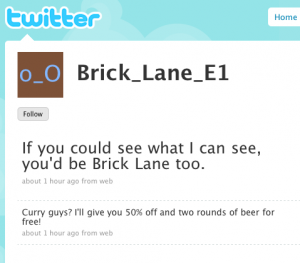 twitter
Home
o_O
Brick_Lane_E1
Follow
If you could see what I can see,
you'd be Brick Lane too.
about 1 hour ago from web
Curry guys? I'll give you 50% off and two rounds of beer for
free!
about 1 hour ago from web